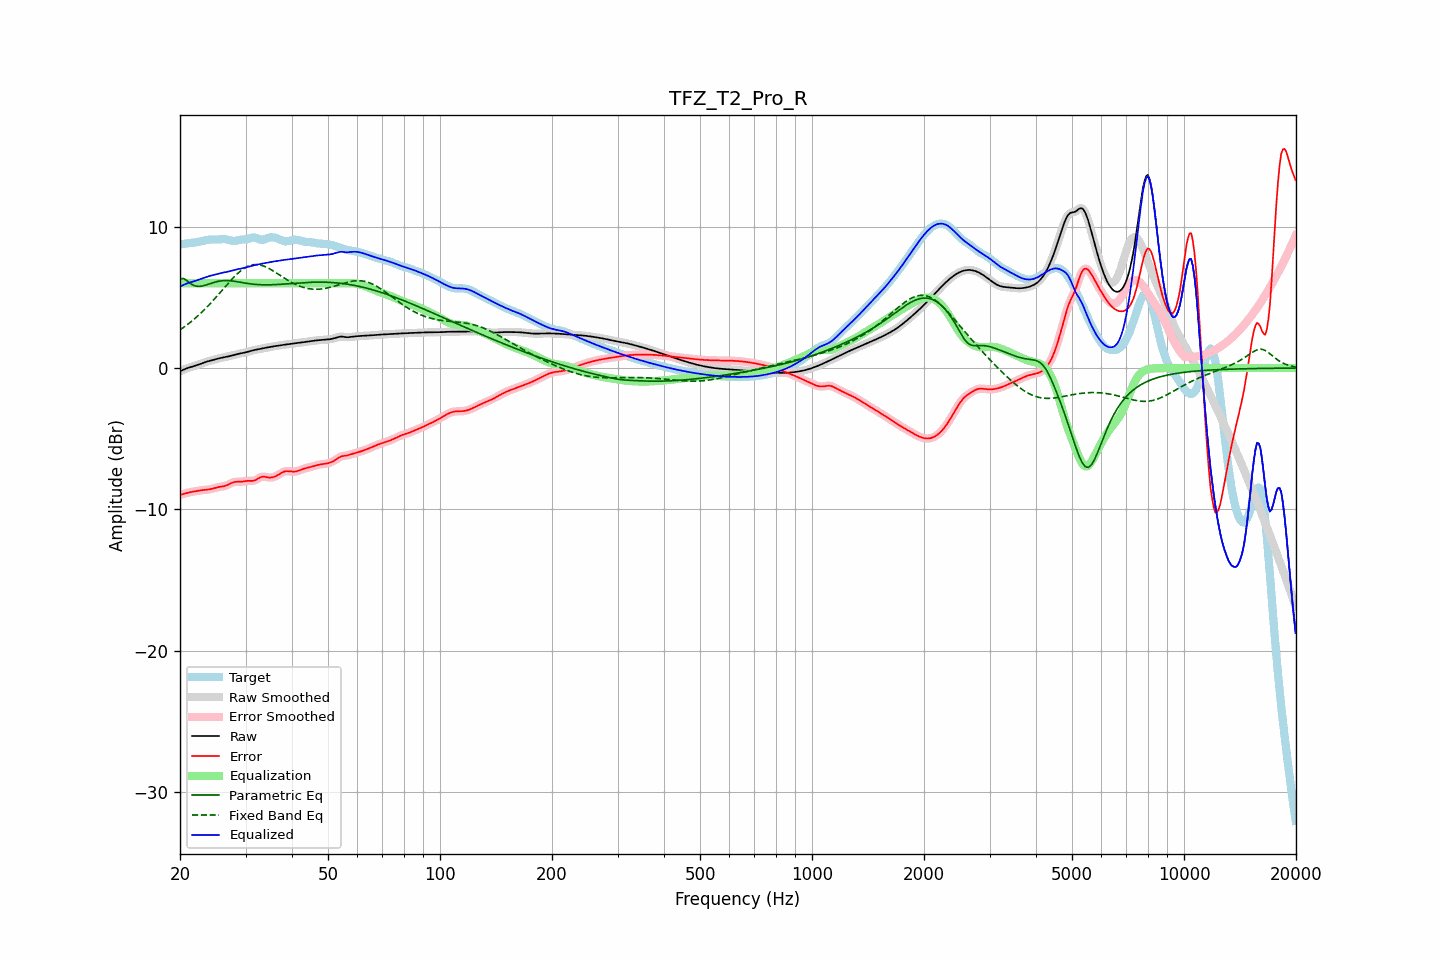 TFZ_T2_Pro_R
Amplitude (dBr)
10
0
−10
−20
−30
Target
Raw Smoothed
Error Smoothed
Raw
Error
Equalization
Parametric Eq
Fixed Band Eq
Equalized
20 50 100 200 500 1000 2000 5000 10000 20000
Frequency (Hz)